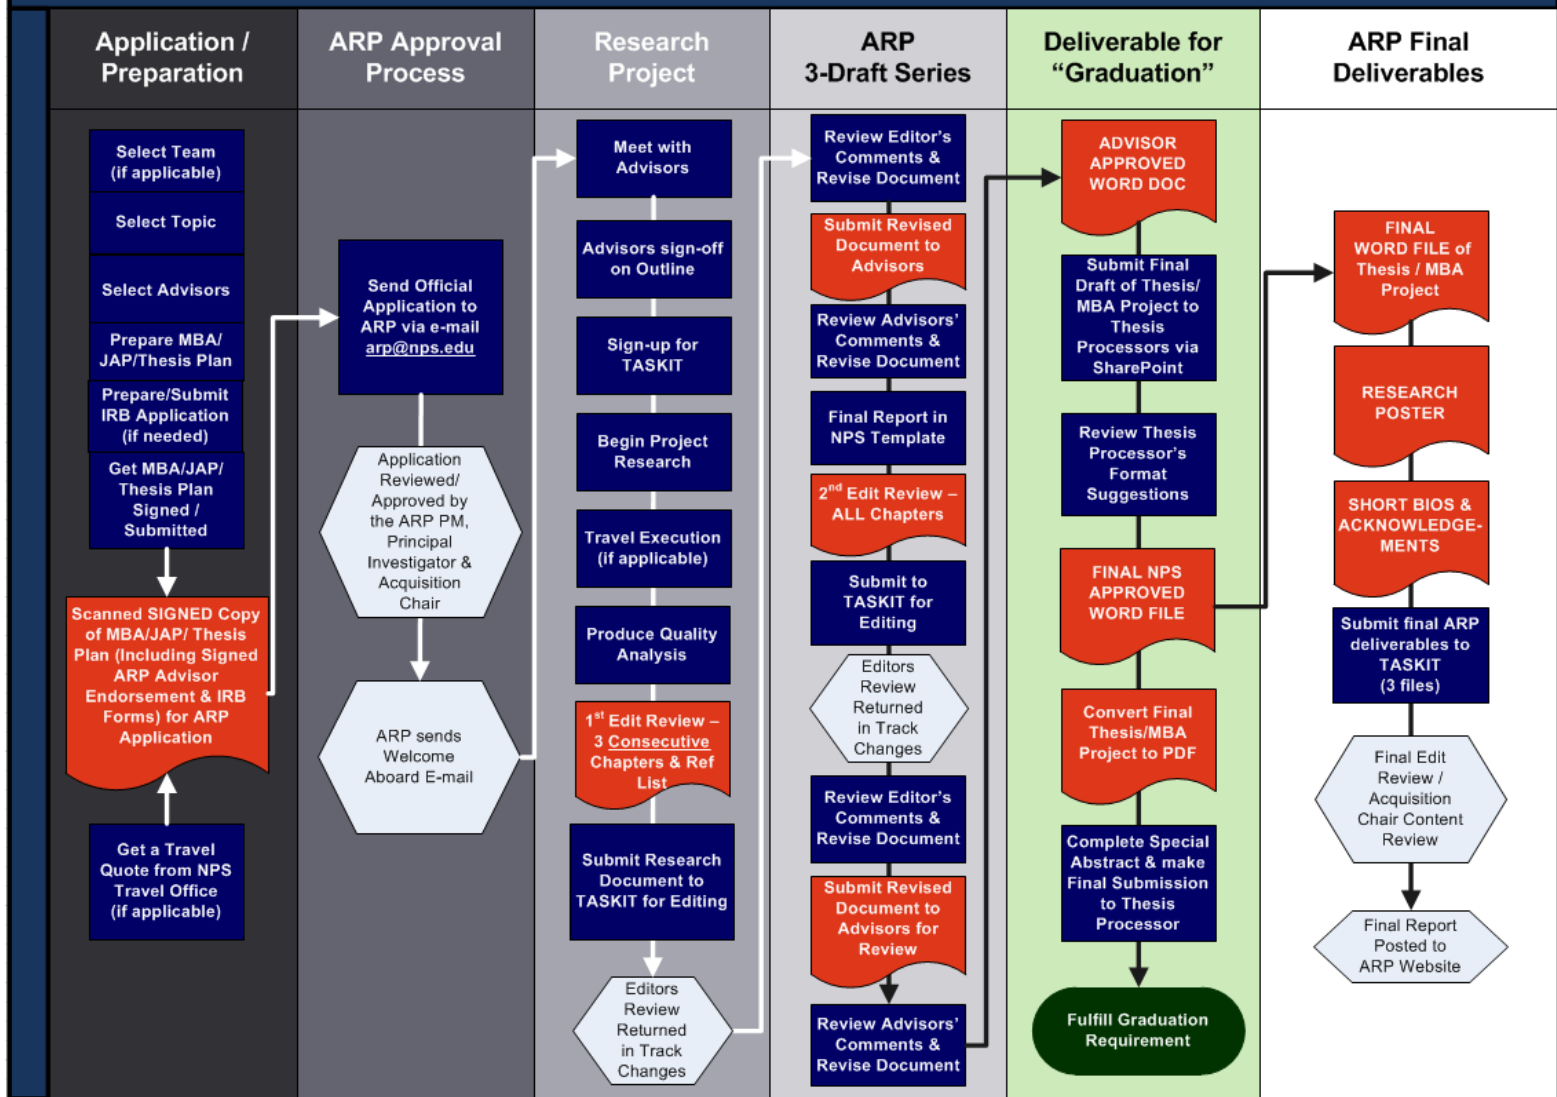 Application /
Preparation
ARP Approval
Process
Research
Project
ARP
3-Draft Series
Deliverable for
“Graduation”
ARP Final
Deliverables
Select Team
(if applicable)
Select Topic
Select Advisors
Prepare MBA/
JAP/Thesis Plan
Prepare/Submit
IRB Application
(if needed)
Get MBA/JAP/
Thesis Plan
Signed /
Submitted
Scanned SIGNED Copy
of MBA/JAP/ Thesis
Plan (Including Signed
ARP Advisor
Endorsement & IRB
Forms) for ARP
Application
Get a Travel
Quote from NPS
Travel Office
(if applicable)
Send Official
Application to
ARP via e-mail
arp@nps.edu
Application
Reviewed/
Approved by
the ARP PM,
Principal
Investigator &
Acquisition
Chair
ARP sends
Welcome
Aboard E-mail
Meet with
Advisors
Advisors sign-off
on Outline
Sign-up for
TASKIT
Begin Project
Research
Travel Execution
(if applicable)
Produce Quality
Analysis
1st Edit Review –
3 Consecutive
Chapters & Ref
List
Submit Research
Document to
TASKIT for Editing
Editors
Review
Returned
in Track
Changes
Review Editor’s
Comments &
Revise Document
Submit Revised
Document to
Advisors
Review Advisors’
Comments &
Revise Document
Final Report in
NPS Template
2nd Edit Review –
ALL Chapters
Submit to
TASKIT for
Editing
Editors
Review
Returned
in Track
Changes
Review Editor’s
Comments &
Revise Document
Submit Revised
Document to
Advisors for
Review
Review Advisors’
Comments &
Revise Document
ADVISOR
APPROVED
WORD DOC
Submit Final
Draft of Thesis/
MBA Project to
Thesis
Processors via
SharePoint
Review Thesis
Processor’s
Format
Suggestions
FINAL NPS
APPROVED
WORD FILE
Convert Final
Thesis/MBA
Project to PDF
Complete Special
Abstract & make
Final Submission
to Thesis
Processor
Fulfill Graduation
Requirement
FINAL
WORD FILE of
Thesis / MBA
Project
RESEARCH
POSTER
SHORT BIOS &
ACKNOWLEDGE-
MENTS
Submit final ARP
deliverables to
TASKIT
(3 files)
Final Edit
Review /
Acquisition
Chair Content
Review
Final Report
Posted to
ARP Website